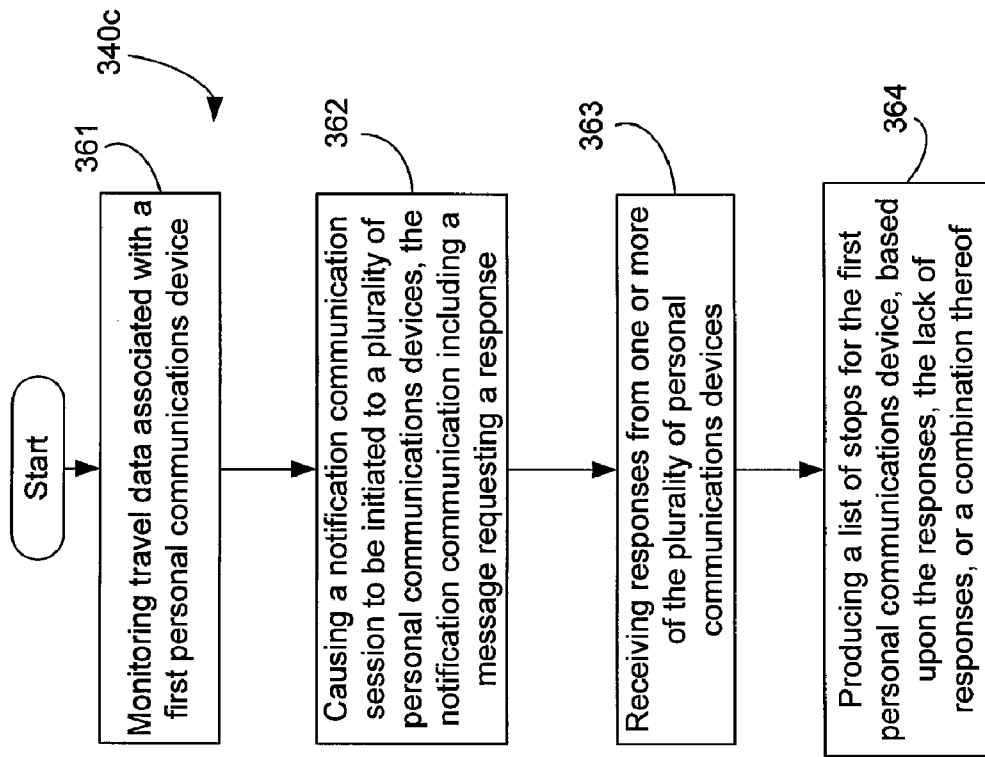 Start
340c
361
Monitoring travel data associated with a
first personal communications device
362
Causing a notification communication
session to be initiated to a plurality of
personal communications devices, the
notification communication including a
message requesting a response
363
Receiving responses from one or more
of the plurality of personal
communications devices
364
Producing a list of stops for the first
personal communications device, based
upon the responses, the lack of
responses, or a combination thereof